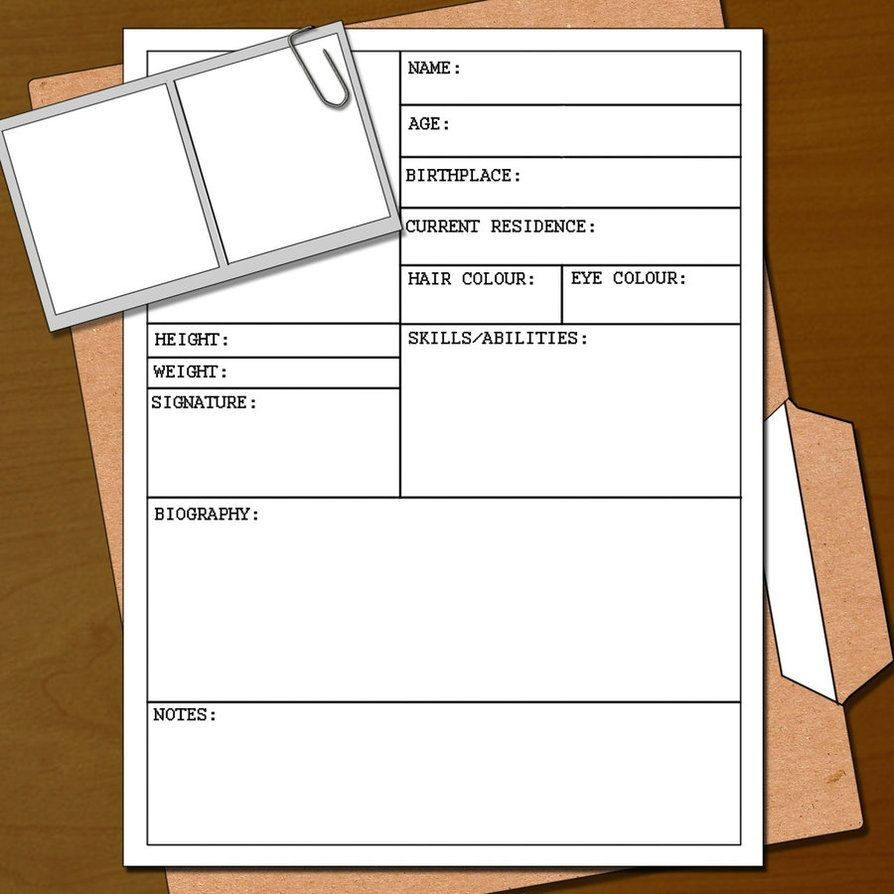 NAME:
AGE:
BIRTHPLACE:
CURRENT RESIDENCE:
HAIR COLOUR:
EYE COLOUR:
HEIGHT:
WEIGHT:
SIGNATURE:
SKILLS/ABILITIES:
BIOGRAPHY:
NOTES: